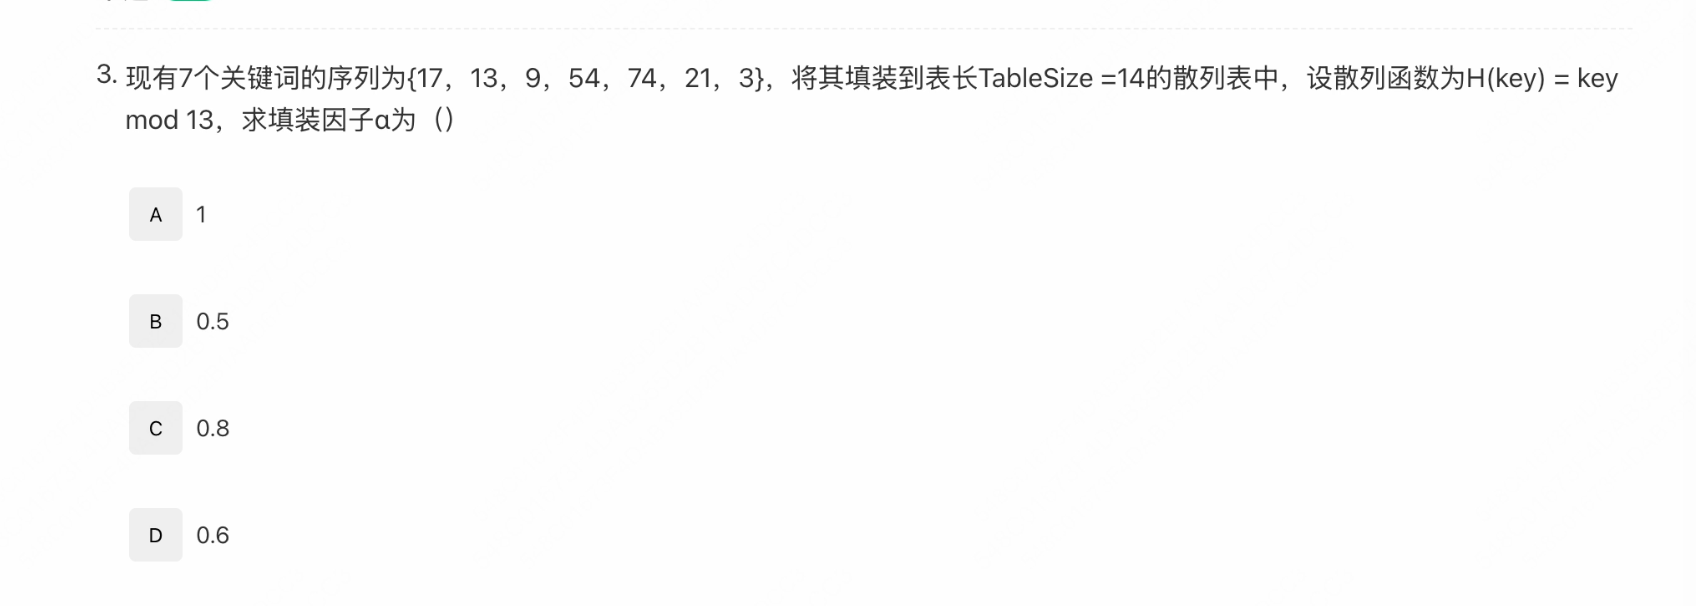 3. 现有7个关键词的序列为{17，13，9，54，74，21，3}，将其填装到表长TableSize =14的散列表中，设散列函数为H(key) = key
mod 13，求填装因子α为（）
A 1
B 0.5
C 0.8
D 0.6